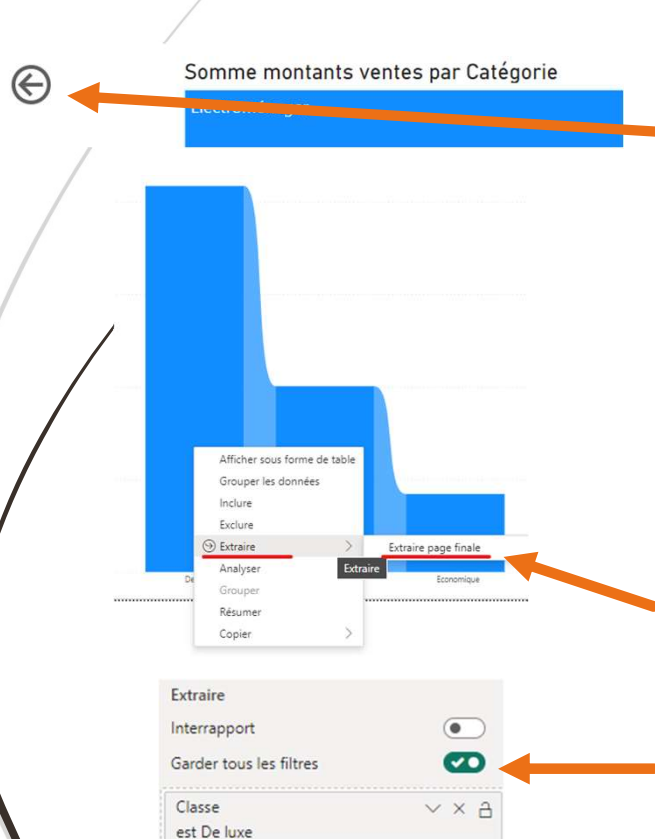 Somme montants ventes par Catégorie
Afficher sous forme de table
Grouper les données
Inclure
Exclure
Extraire
Extraire page finale
Analyser
Extraire
De
Economique
Grouper
Résumer
Copier
Extraire
Interrapport
Garder tous les filtres
Classe
est De luxe